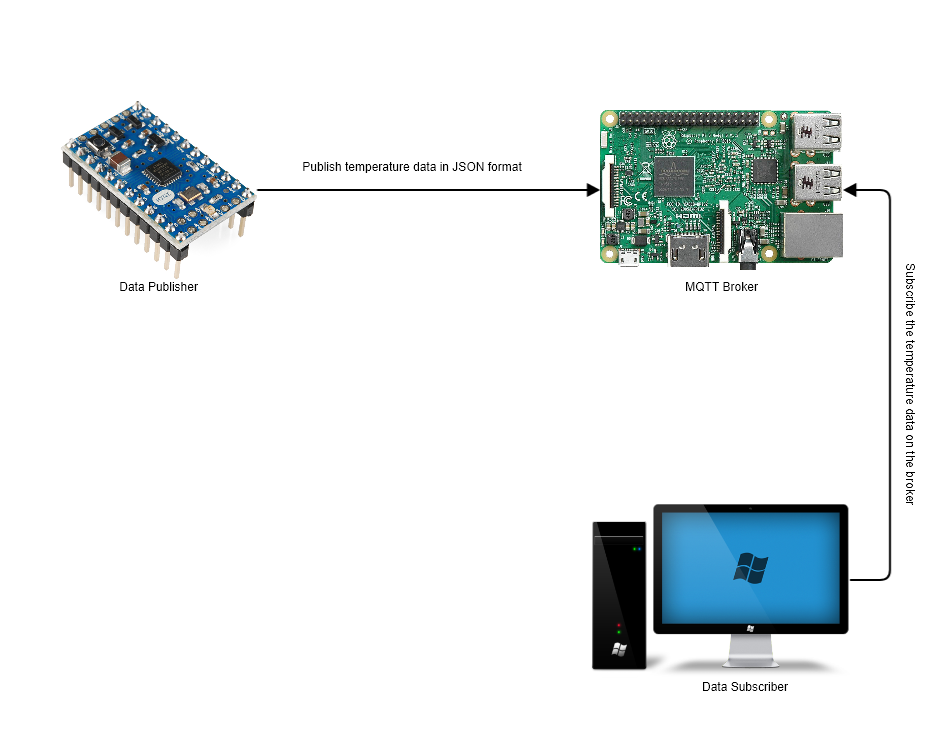 Publish temperature data in JSON format
HDMI
Data Publisher
MQTT Broker
Subscribe the temperature data on the broker
Data Subscriber